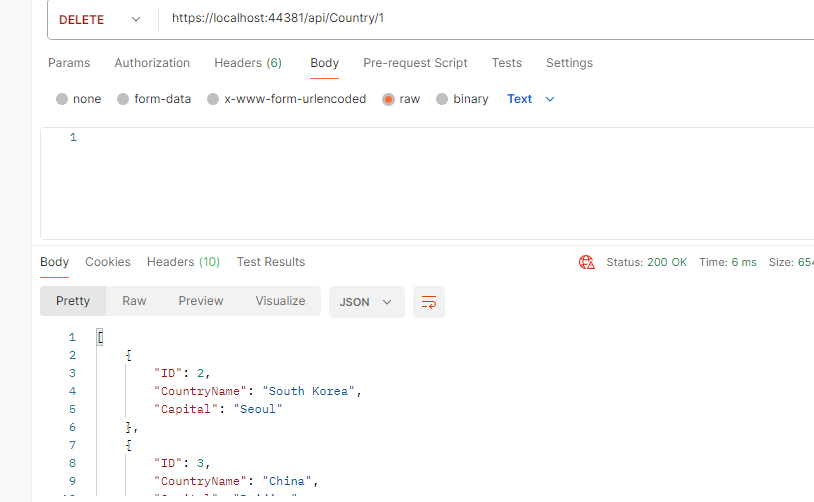 DELETE https://localhost:44381/api/Country/1
Params Authorization Headers (6) Body Pre-request Script Tests Settings
none form-data x-www-form-urlencoded raw binary Text
1
Body Cookies Headers (10) Test Results Status: 200 OK Time: 6 ms Size: 654
Pretty Raw Preview Visualize JSON
1 [
2 {
3 "ID": 2,
4 "CountryName": "South Korea",
5 "Capital": "Seoul"
6 },
7 {
8 "ID": 3,
9 "CountryName": "China",